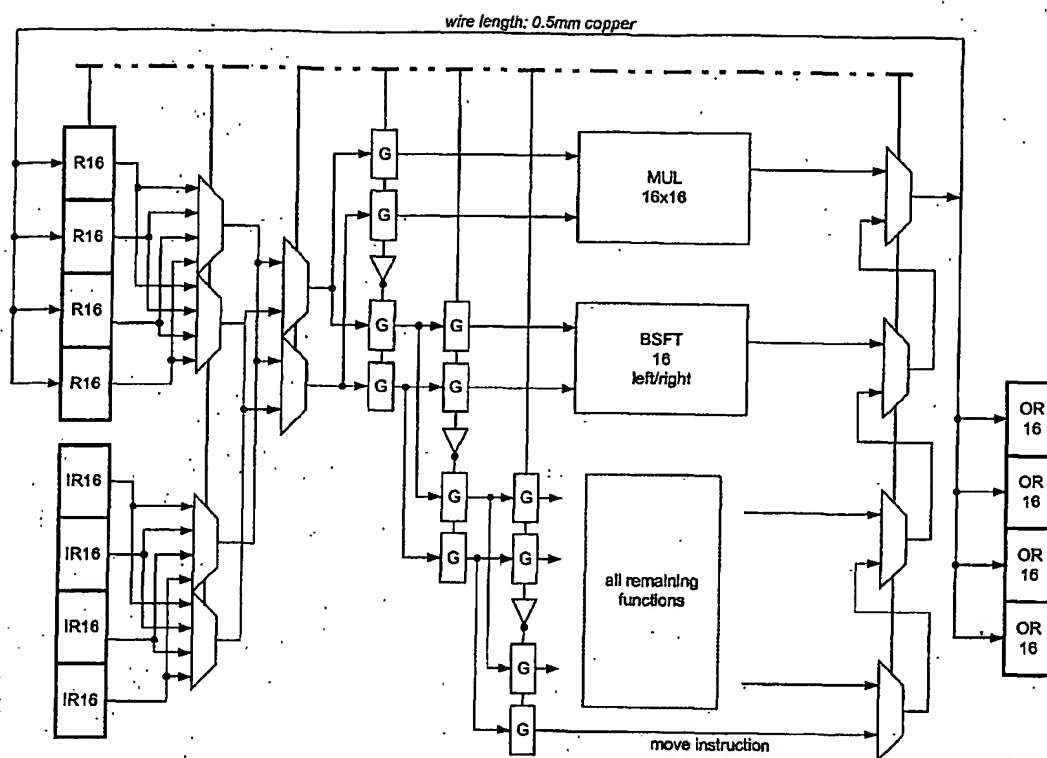 wire length: 0.5mm copper
R16
R16
R16
R16
IR16
IR16
IR16
IR16
G
G
G
G
G
G
G
G
G
G
G
G
MUL
16x16
BSFT
16
left/right
all remaining
functions
move instruction
OR
16
OR
16
OR
16
OR
16